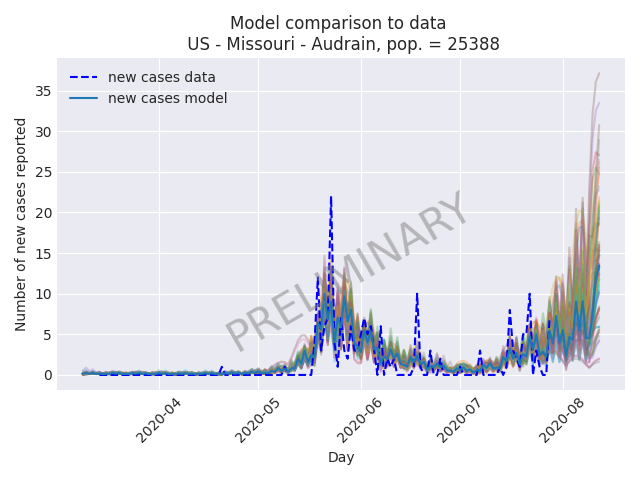 Model comparison to data
US - Missouri - Audrain, pop. = 25388
new cases data
new cases model
PRELIMINARY
Number of new cases reported
35
30
25
20
15
10
5
0
2020-04
2020-05
2020-06
2020-07
2020-08
Day